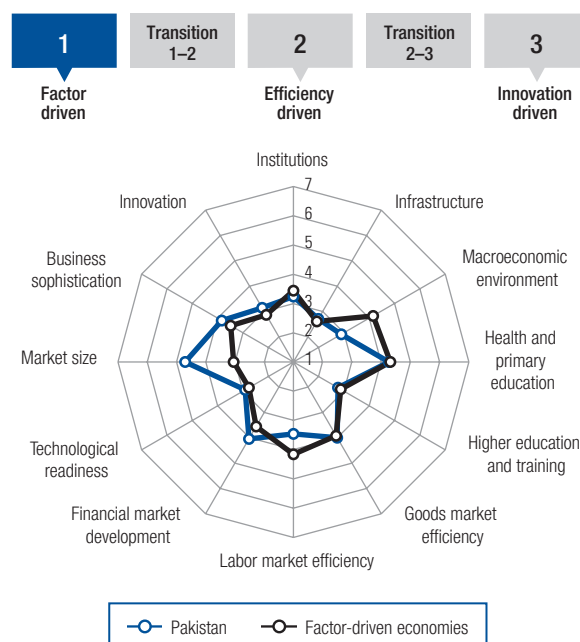 1
Transition
1–2
2
Transition
2–3
3
Factor
driven
Efficiency
driven
Innovation
driven
Institutions
Infrastructure
Macroeconomic
environment
Health and
primary
education
Higher education
and training
Goods market
efficiency
Labor market efficiency
Financial market
development
Technological
readiness
Market size
Business
sophistication
Innovation
7
6
5
4
3
2
1
Pakistan
Factor-driven economies